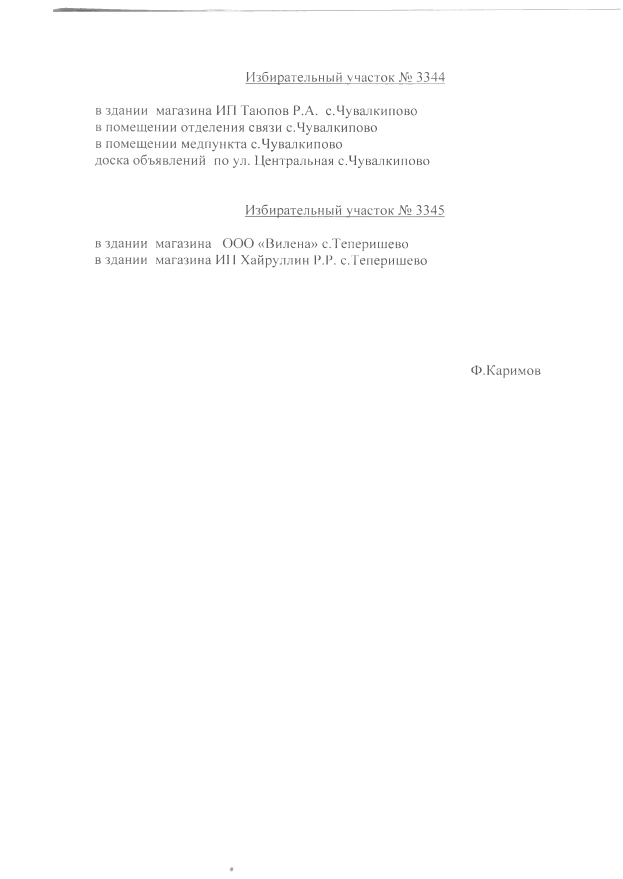 Избирательный участок № 3344
в здании магазина ИП Таюпов Р.А. с.Чувалкипово
в помещении отделения связи с.Чувалкипово
в помещении медпункта с.Чувалкипово
доска объявлений по ул. Центральная с.Чувалкипово
Избирательный участок № 3345
в здании магазина ООО «Вилена» с.Теперишево
в здании магазина ИП Хайруллин Р.Р. с.Теперишево
Ф.Каримов